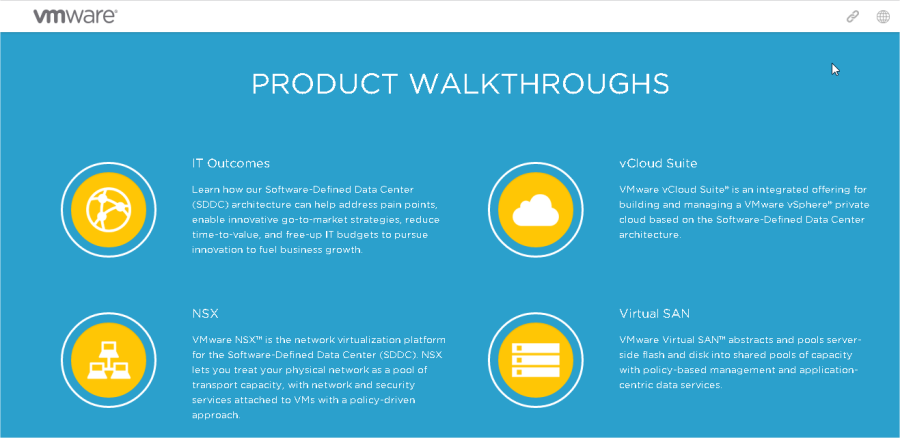 vmware®
PRODUCT WALKTHROUGHS
IT Outcomes
Learn how our Software-Defined Data Center
(SDDC) architecture can help address pain points,
enable innovative go-to-market strategies, reduce
time-to-value, and free-up IT budgets to pursue
innovation to fuel business growth.
vCloud Suite
VMware vCloud Suite® is an integrated offering for
building and managing a VMware vSphere® private
cloud based on the Software-Defined Data Center
architecture.
NSX
VMware NSX™ is the network virtualization platform
for the Software-Defined Data Center (SDDC). NSX
lets you treat your physical network as a pool of
transport capacity, with network and security
services attached to VMs with a policy-driven
approach.
Virtual SAN
VMware Virtual SAN™ abstracts and pools server-
side flash and disk into shared pools of capacity
with policy-based management and application-
centric data services.